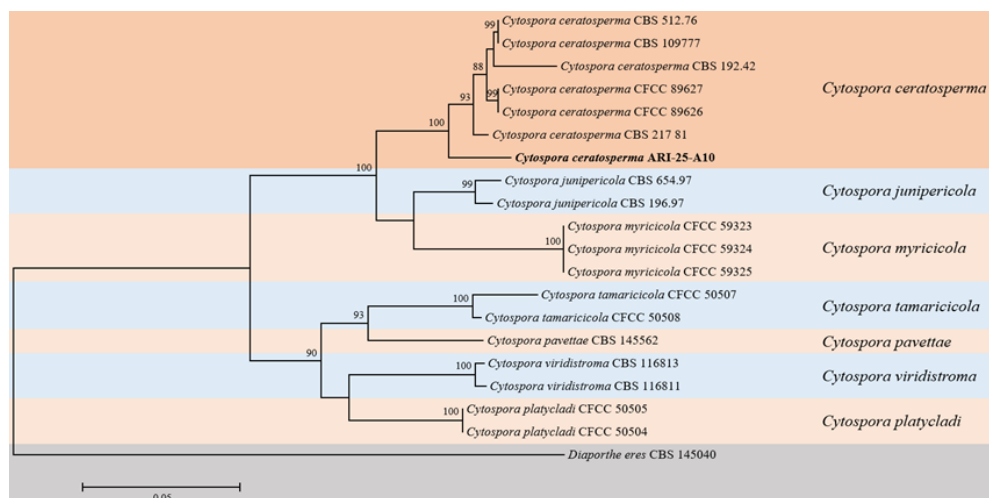 99
Cytospora ceratosperma CBS 512.76
Cytospora ceratosperma CBS 109777
88
Cytospora ceratosperma CBS 192.42
Cytospora ceratosperma
93
99
Cytospora ceratosperma CFCC 89627
Cytospora ceratosperma CFCC 89626
100
Cytospora ceratosperma CBS 217 81
Cytospora ceratosperma ARI-25-A10
100
99
Cytospora junipericola CBS 654.97
Cytospora junipericola
Cytospora junipericola CBS 196.97
Cytospora myricicola CFCC 59323
100
Cytospora myricicola CFCC 59324
Cytospora myricicola
Cytospora myricicola CFCC 59325
100
Cytospora tamaricicola CFCC 50507
Cytospora tamaricicola
93
Cytospora tamaricicola CFCC 50508
Cytospora pavettae CBS 145562
Cytospora pavettae
90
Cytospora viridistroma CBS 116813
100
Cytospora viridistroma
Cytospora viridistroma CBS 116811
100
Cytospora platycladi CFCC 50505
Cytospora platycladi
Cytospora platycladi CFCC 50504
Diaporthe eres CBS 145040
0.05